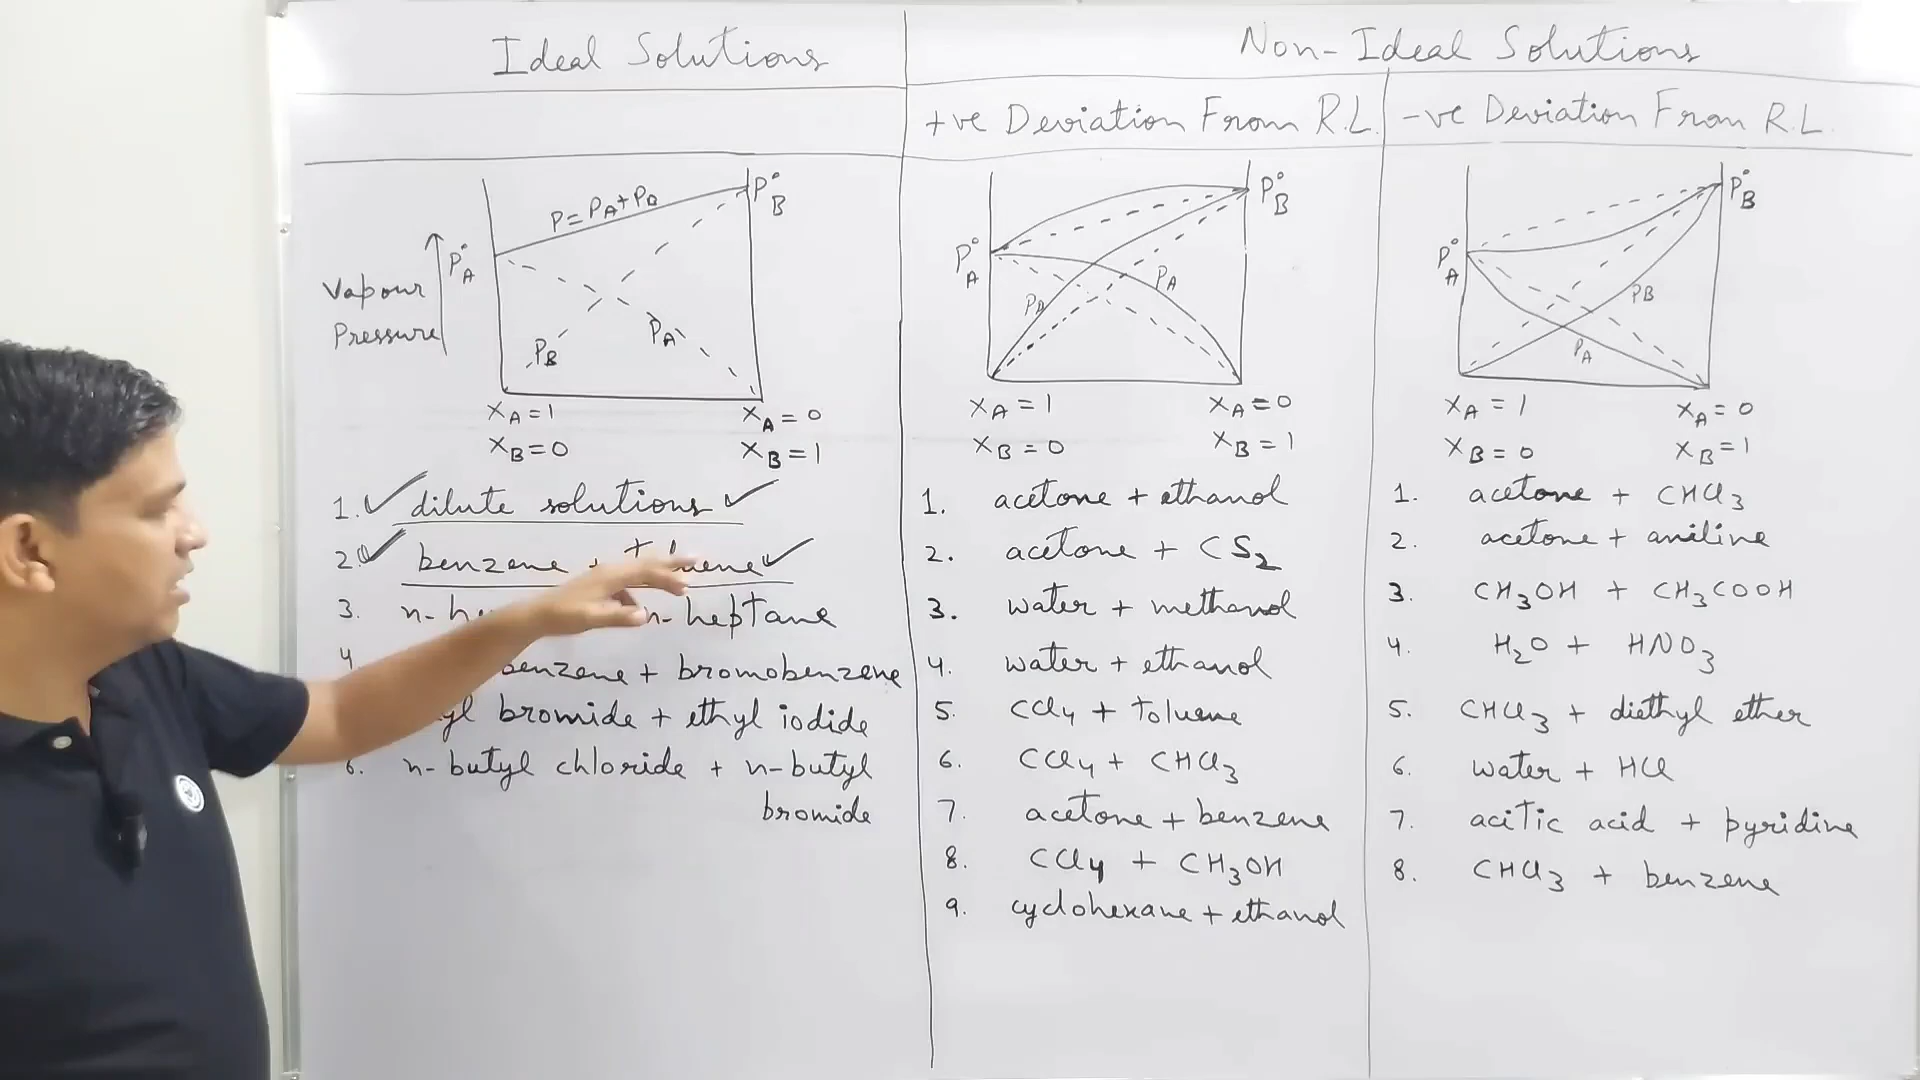 Ideal Solutions
Non-Ideal Solutions
+ve Deviation From R.L.
-ve Deviation From R.L.
P=PA+PB
P°B
P°A
Vapour
Pressure
PB
PA
XA=1
XA=0
XB=0
XB=1
1. ✓ dilute solutions ✓
2. ✓ benzene + toluene ✓
3. n- n-heptane
4. benzene + bromobenzene
bromide + ethyl iodide
6. n-butyl chloride + n-butyl
bromide
P°B
P°A
PB
PA
XA=1
XA=0
XB=0
XB=1
1. acetone + ethanol
2. acetone + CS2
3. water + methanol
4. water + ethanol
5. CCl4 + toluene
6. CCl4 + CHCl3
7. acetone + benzene
8. CCl4 + CH3OH
9. cyclohexane + ethanol
P°B
P°A
PB
PA
XA=1
XA=0
XB=0
XB=1
1. acetone + CHCl3
2. acetone + aniline
3. CH3OH + CH3COOH
4. H2O + HNO3
5. CHCl3 + diethyl ether
6. water + HCl
7. acitic acid + pyridine
8. CHCl3 + benzene